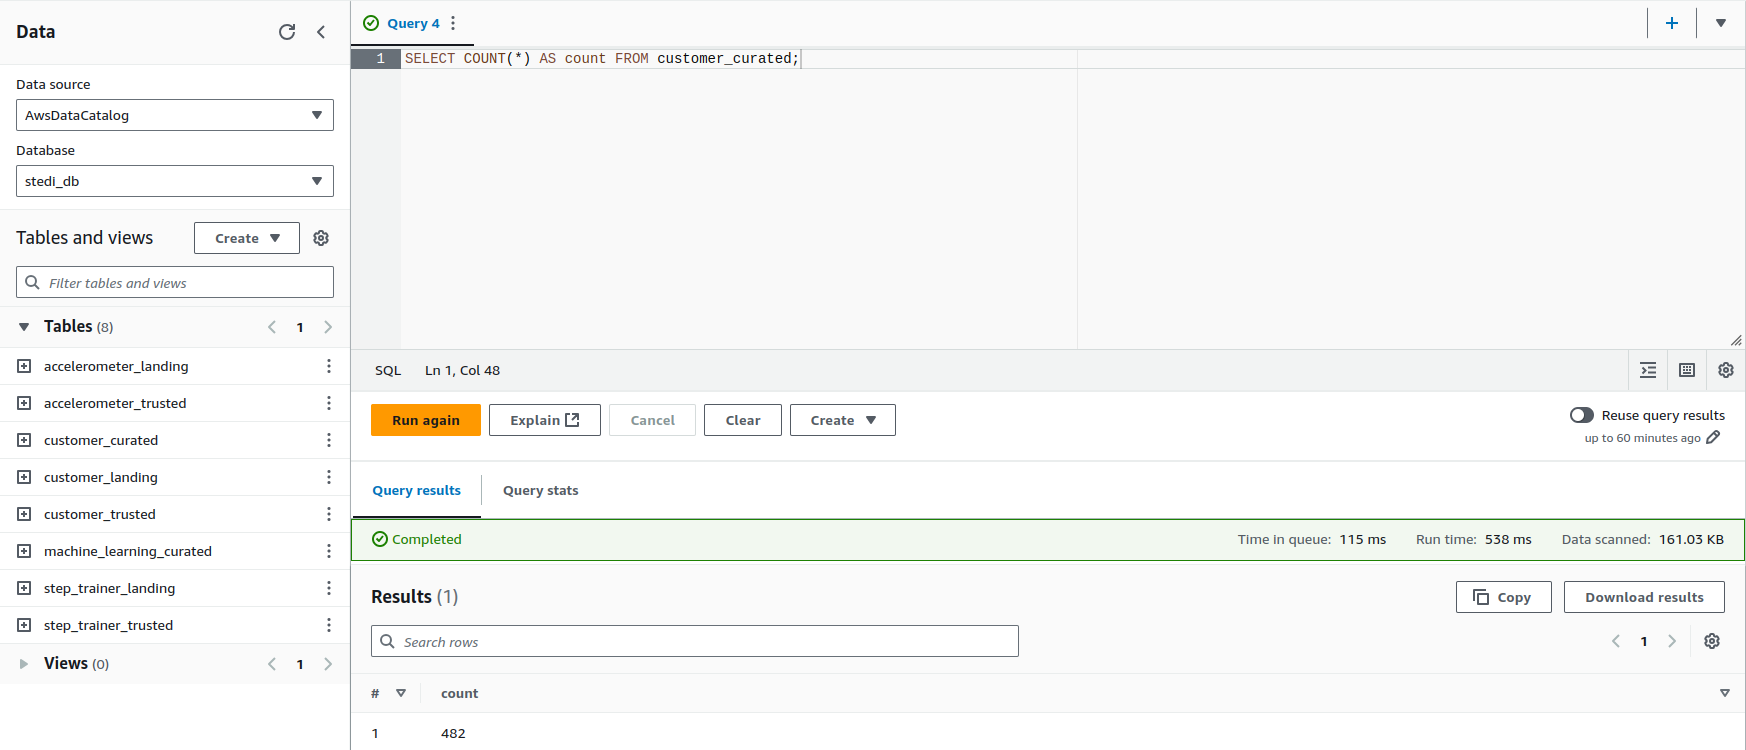 Data
Data source
AwsDataCatalog
Database
stedi_db
Tables and views
Create
Filter tables and views
Tables (8)
1
accelerometer_landing
accelerometer_trusted
customer_curated
customer_landing
customer_trusted
machine_learning_curated
step_trainer_landing
step_trainer_trusted
Views (0)
1
Query 4
1 SELECT COUNT(*) AS count FROM customer_curated;
SQL Ln 1, Col 48
Run again Explain Cancel Clear Create
Reuse query results
up to 60 minutes ago
Query results Query stats
Completed Time in queue: 115 ms Run time: 538 ms Data scanned: 161.03 KB
Results (1) Copy Download results
Search rows 1
# count
1 482